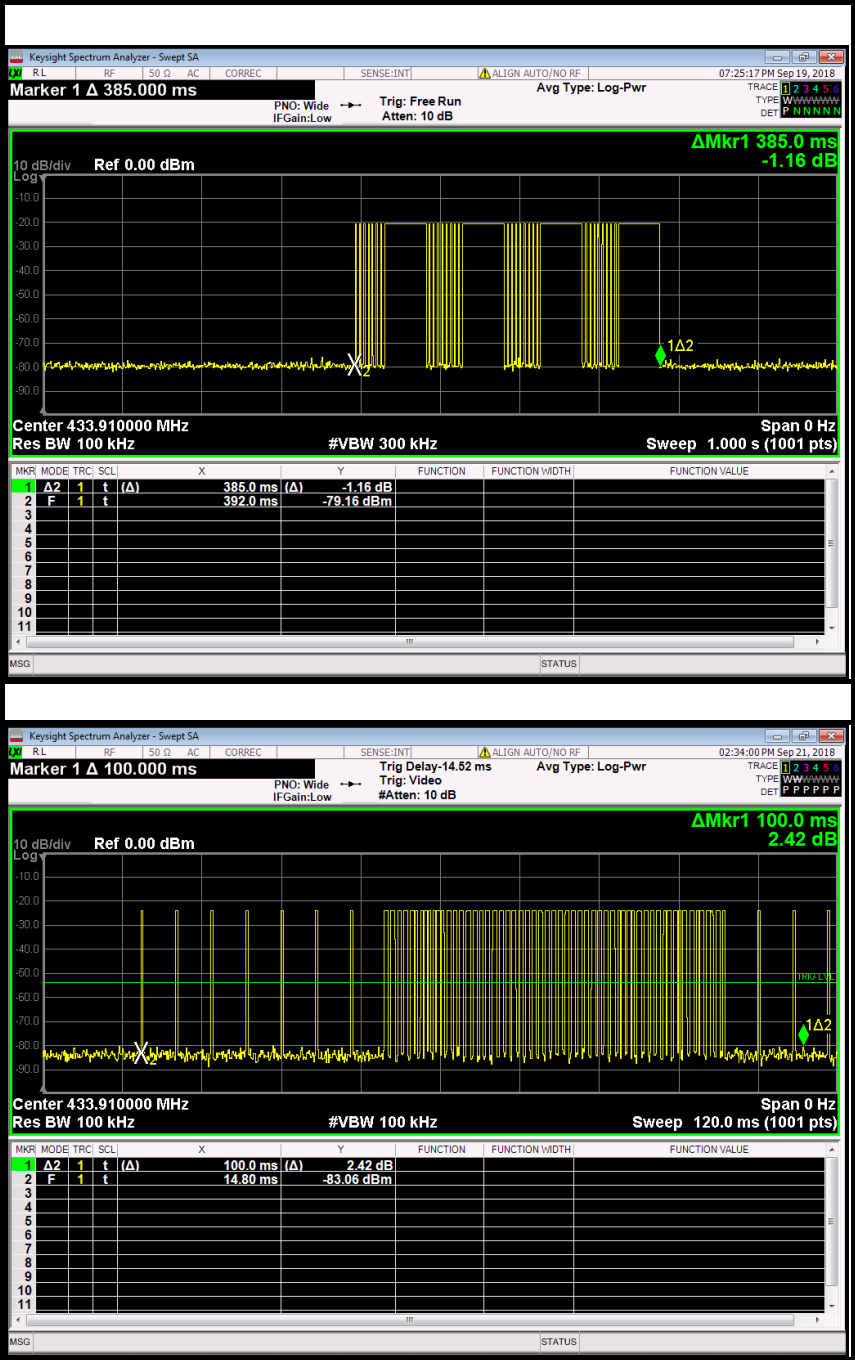 Keysight Spectrum Analyzer - Swept SA
LXI RL RF 50 Ω AC CORREC SENSE:INT ALIGN AUTO/NO RF 07:25:17 PM Sep 19, 2018
Marker 1 Δ 385.000 ms
PNO: Wide
IFGain:Low
Trig: Free Run
Atten: 10 dB
Avg Type: Log-Pwr
TRACE 1 2 3 4 5 6
TYPE WWWWWW
DET P N N N N N
ΔMkr1 385.0 ms
-1.16 dB
10 dB/div Ref 0.00 dBm
Log
-10.0
-20.0
-30.0
-40.0
-50.0
-60.0
-70.0
-80.0
-90.0
1Δ2
X2
Center 433.910000 MHz Span 0 Hz
Res BW 100 kHz #VBW 300 kHz Sweep 1.000 s (1001 pts)
MKR MODE TRC SCL X Y FUNCTION FUNCTION WIDTH FUNCTION VALUE
1 Δ2 1 t (Δ) 385.0 ms (Δ) -1.16 dB
2 F 1 t 392.0 ms -79.16 dBm
3
4
5
6
7
8
9
10
11
MSG STATUS
Keysight Spectrum Analyzer - Swept SA
LXI RL RF 50 Ω AC CORREC SENSE:INT ALIGN AUTO/NO RF 02:34:00 PM Sep 21, 2018
Marker 1 Δ 100.000 ms
PNO: Wide
IFGain:Low
Trig Delay-14.52 ms
Trig: Video
#Atten: 10 dB
Avg Type: Log-Pwr
TRACE 1 2 3 4 5 6
TYPE WWWWWW
DET P P P P P P
ΔMkr1 100.0 ms
2.42 dB
10 dB/div Ref 0.00 dBm
Log
-10.0
-20.0
-30.0
-40.0
-50.0
-60.0
-70.0
-80.0
-90.0
TRIG LVL
1Δ2
X2
Center 433.910000 MHz Span 0 Hz
Res BW 100 kHz #VBW 100 kHz Sweep 120.0 ms (1001 pts)
MKR MODE TRC SCL X Y FUNCTION FUNCTION WIDTH FUNCTION VALUE
1 Δ2 1 t (Δ) 100.0 ms (Δ) 2.42 dB
2 F 1 t 14.80 ms -83.06 dBm
3
4
5
6
7
8
9
10
11
MSG STATUS